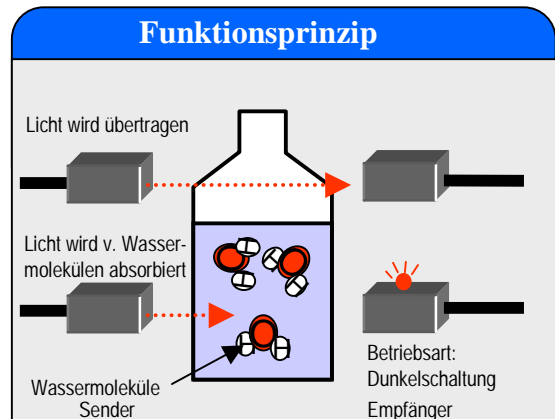 Funktionsprinzip
Licht wird übertragen
Licht wird v. Wasser-
molekülen absorbiert
H H
H H
H H
Wassermoleküle
Sender
Betriebsart:
Dunkelschaltung
Empfänger